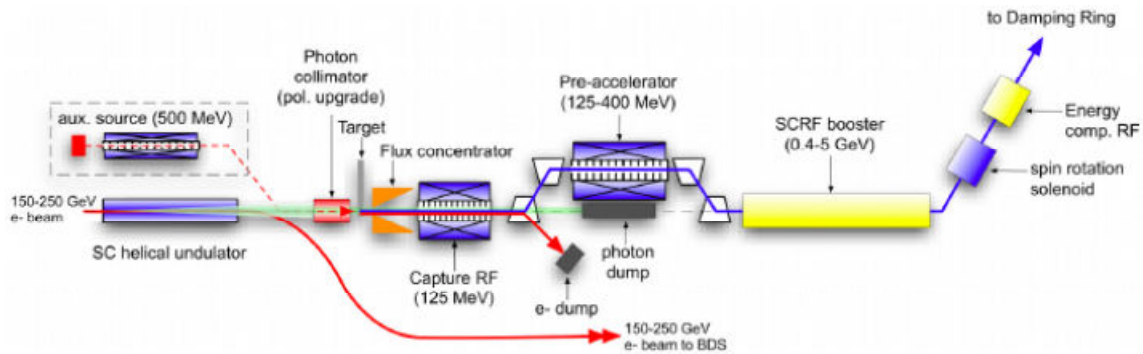 to Damping Ring
Photon
collimator
(pol. upgrade)
Pre-accelerator
(125-400 MeV)
aux. source (500 MeV)
Target
Flux concentrator
SCRF booster
(0.4-5 GeV)
Energy
comp. RF
spin rotation
solenoid
150-250 GeV
e- beam
SC helical undulator
Capture RF
(125 MeV)
photon
dump
e- dump
150-250 GeV
e- beam to BDS